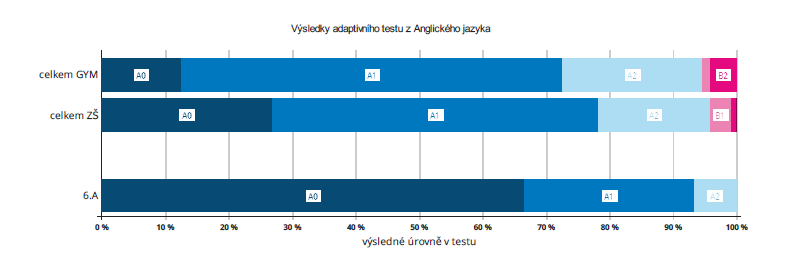 Výsledky adaptivního testu z Anglického jazyka
celkem GYM A0 A1 A2 B2
celkem ZŠ A0 A1 A2 B1
6.A A0 A1 A2
0 % 10 % 20 % 30 % 40 % 50 % 60 % 70 % 80 % 90 % 100 %
výsledné úrovně v testu